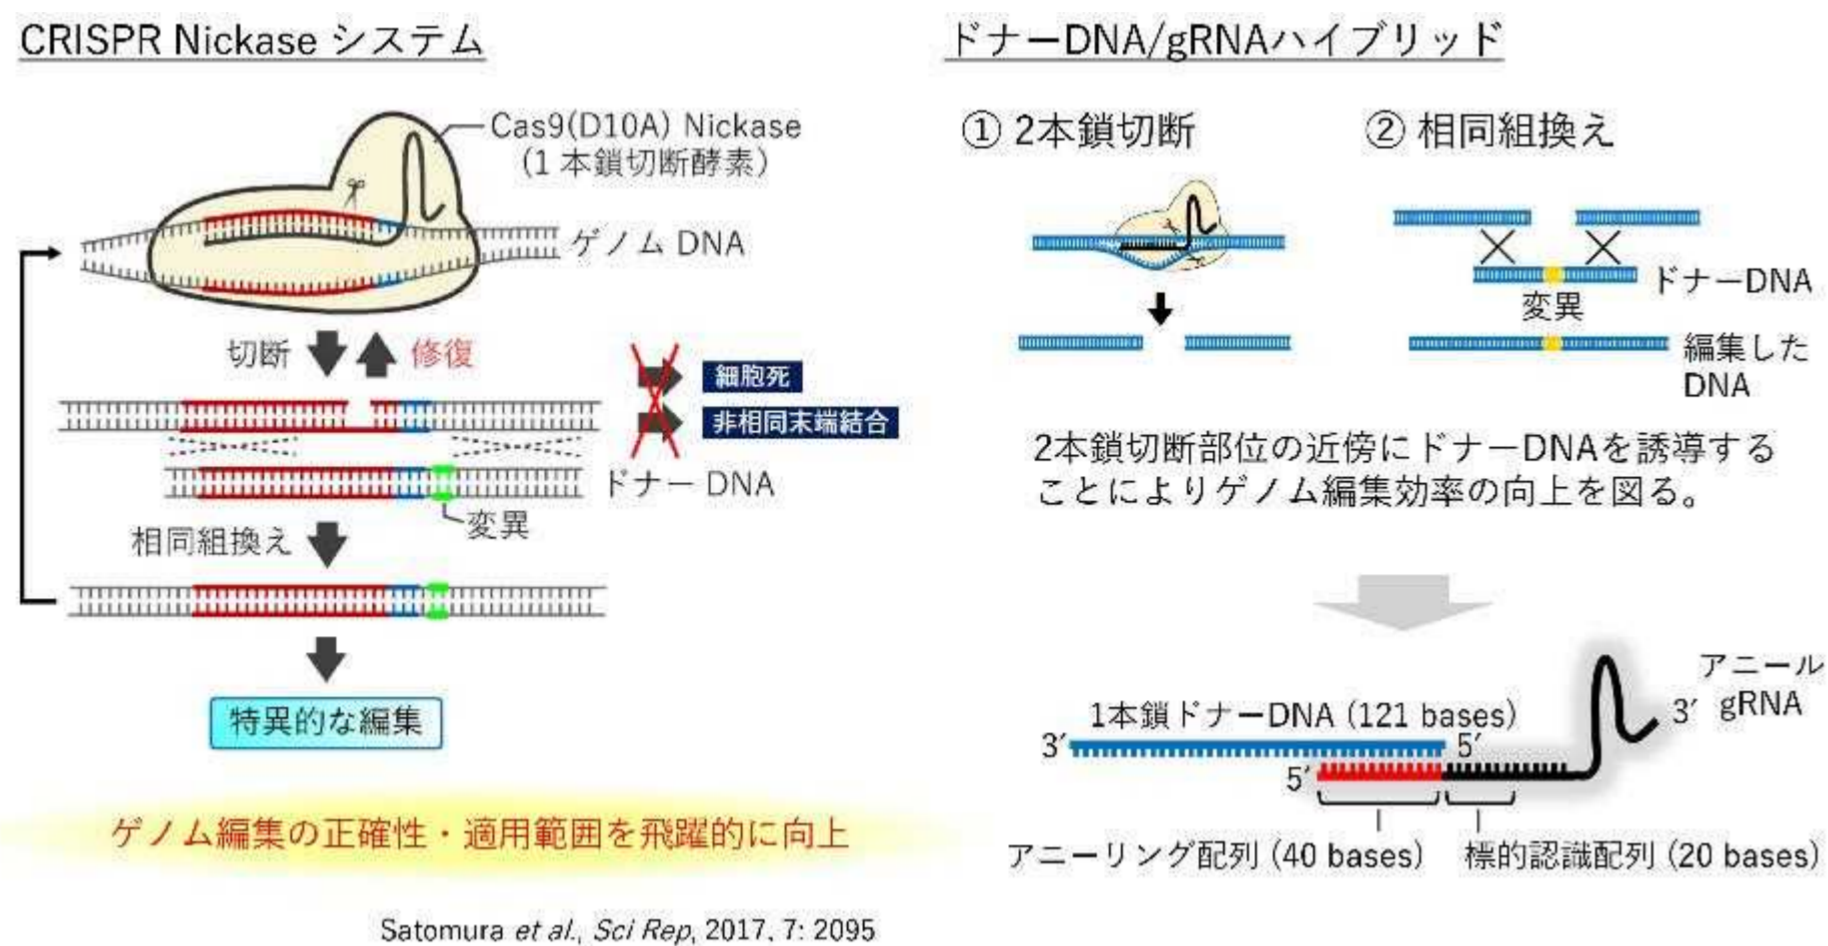 CRISPR Nickase システム
Cas9(D10A) Nickase
(1 本鎖切断酵素)
ゲノム DNA
切断
修復
細胞死
非相同末端結合
ドナー DNA
変異
相同組換え
特異的な編集
ゲノム編集の正確性・適用範囲を飛躍的に向上
Satomura et al., Sci Rep, 2017, 7: 2095
ドナーDNA/gRNAハイブリッド
① 2本鎖切断
② 相同組換え
ドナーDNA
変異
編集した
DNA
2本鎖切断部位の近傍にドナーDNAを誘導する
ことによりゲノム編集効率の向上を図る。
アニール
gRNA
1本鎖ドナーDNA (121 bases)
3′
3′
5′
5′
アニーリング配列 (40 bases)
標的認識配列 (20 bases)